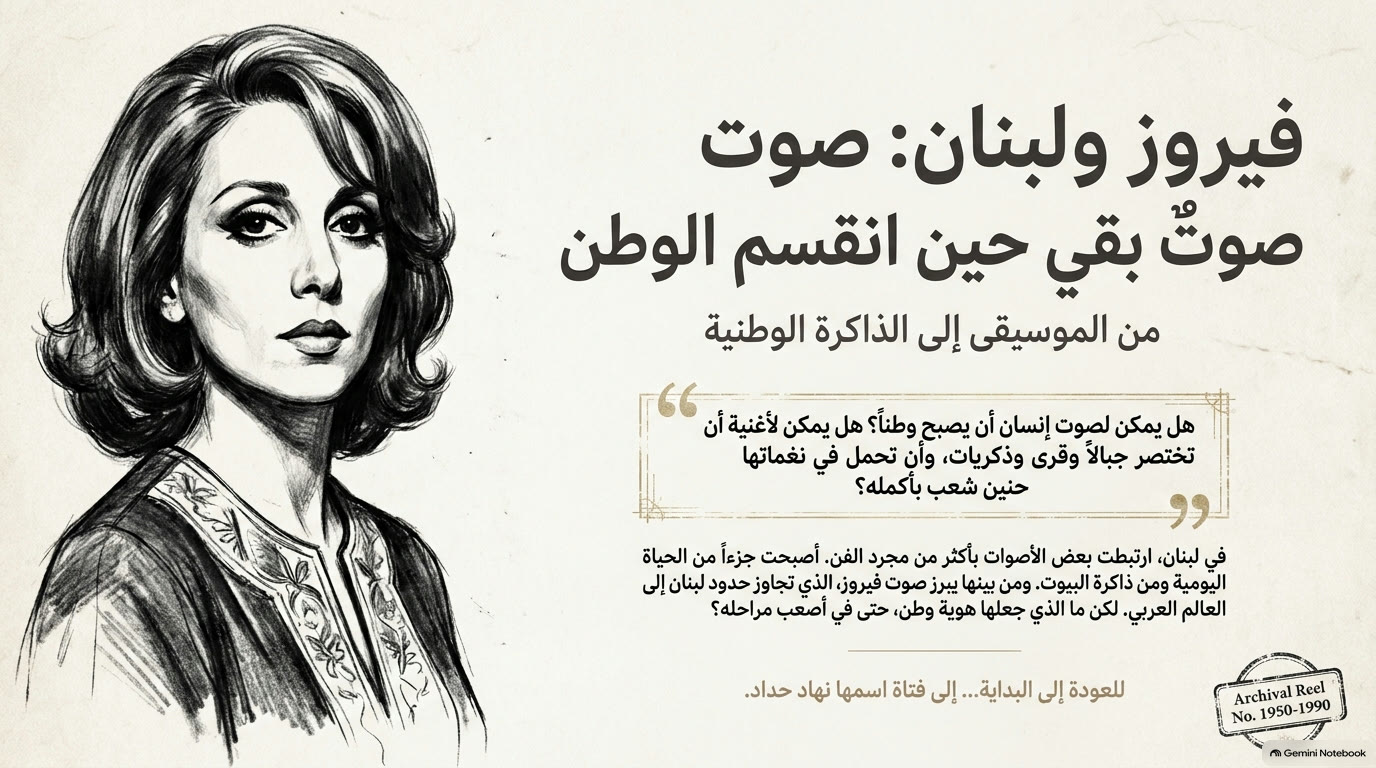 فيروز ولبنان: صوت
صوتٌ بقي حين انقسم الوطن
من الموسيقى إلى الذاكرة الوطنية
“
هل يمكن لصوت إنسان أن يصبح وطناً؟ هل يمكن لأغنية أن
تختصر جبالاً وقرى وذكريات، وأن تحمل في نغماتها
حنين شعب بأكمله؟
”
في لبنان، ارتبطت بعض الأصوات بأكثر من مجرد الفن. أصبحت جزءاً من الحياة
اليومية ومن ذاكرة البيوت. ومن بينها يبرز صوت فيروز، الذي تجاوز حدود لبنان إلى
العالم العربي. لكن ما الذي جعلها هوية وطن، حتى في أصعب مراحله؟
للعودة إلى البداية... إلى فتاة اسمها نهاد حداد.
Archival Reel
No. 1950-1990
Gemini Notebook